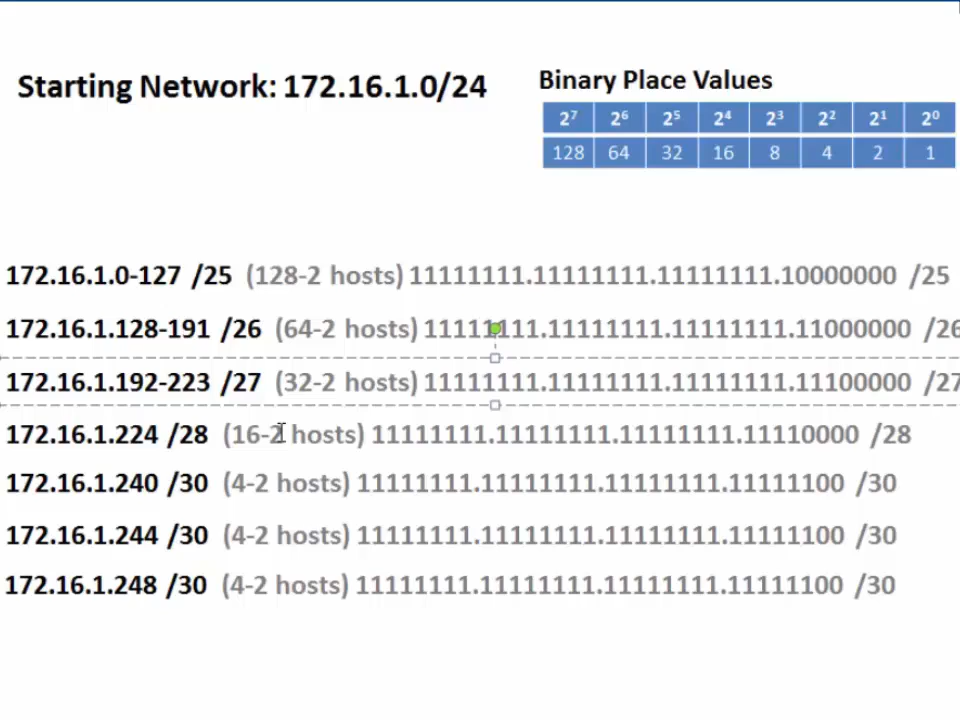 Starting Network: 172.16.1.0/24
Binary Place Values
2⁷ 2⁶ 2⁵ 2⁴ 2³ 2² 2¹ 2⁰
128 64 32 16 8 4 2 1
172.16.1.0-127 /25 (128-2 hosts) 11111111.11111111.11111111.10000000 /25
172.16.1.128-191 /26 (64-2 hosts) 11111111.11111111.11111111.11000000 /26
172.16.1.192-223 /27 (32-2 hosts) 11111111.11111111.11111111.11100000 /27
172.16.1.224 /28 (16-2 hosts) 11111111.11111111.11111111.11110000 /28
172.16.1.240 /30 (4-2 hosts) 11111111.11111111.11111111.11111100 /30
172.16.1.244 /30 (4-2 hosts) 11111111.11111111.11111111.11111100 /30
172.16.1.248 /30 (4-2 hosts) 11111111.11111111.11111111.11111100 /30